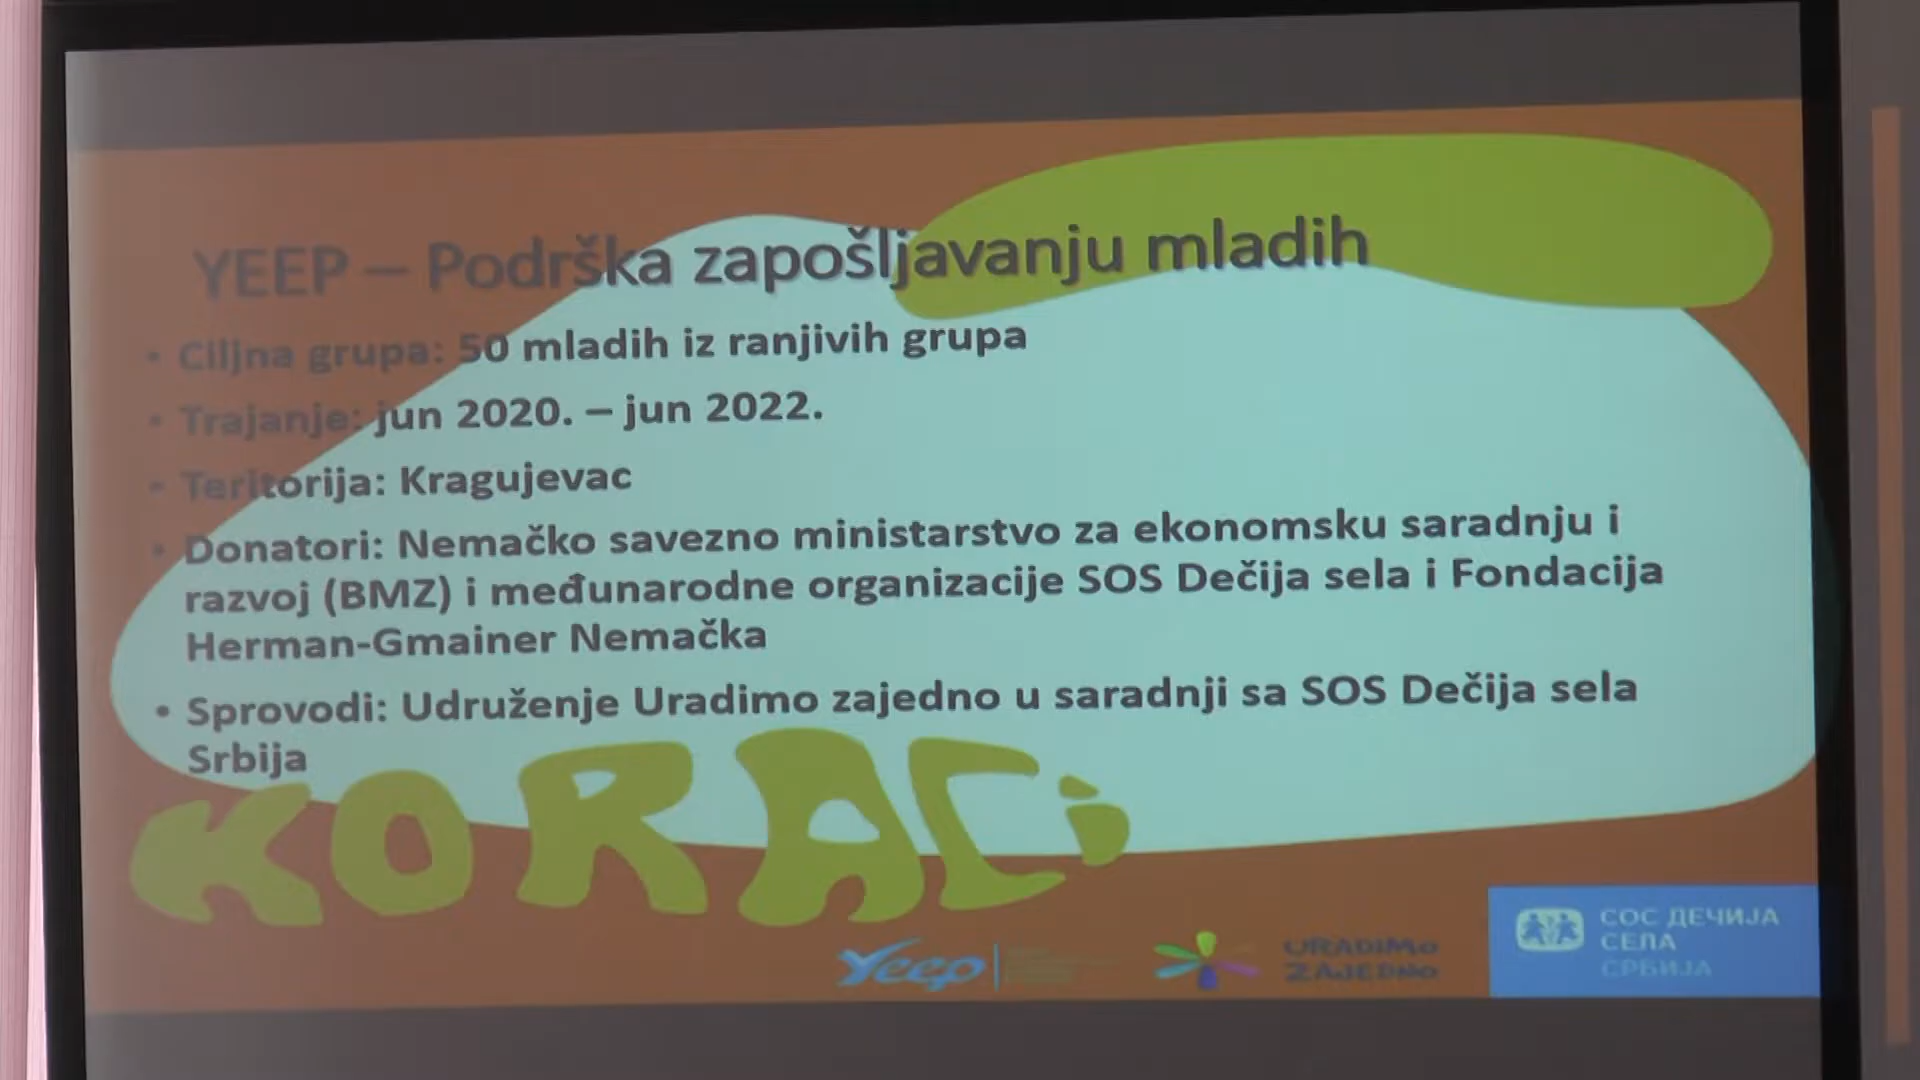 YEEP – Podrška zapošljavanju mladih
• Ciljna grupa: 50 mladih iz ranjivih grupa
• Trajanje: jun 2020. – jun 2022.
• Teritorija: Kragujevac
• Donatori: Nemačko savezno ministarstvo za ekonomsku saradnju i
razvoj (BMZ) i međunarodne organizacije SOS Dečija sela i Fondacija
Herman-Gmainer Nemačka
• Sprovodi: Udruženje Uradimo zajedno u saradnji sa SOS Dečija sela
Srbija
KORACi
Yeep
URADIMO
ZAJEDNO
СОС ДЕЧИЈА
СЕЛА
СРБИЈА